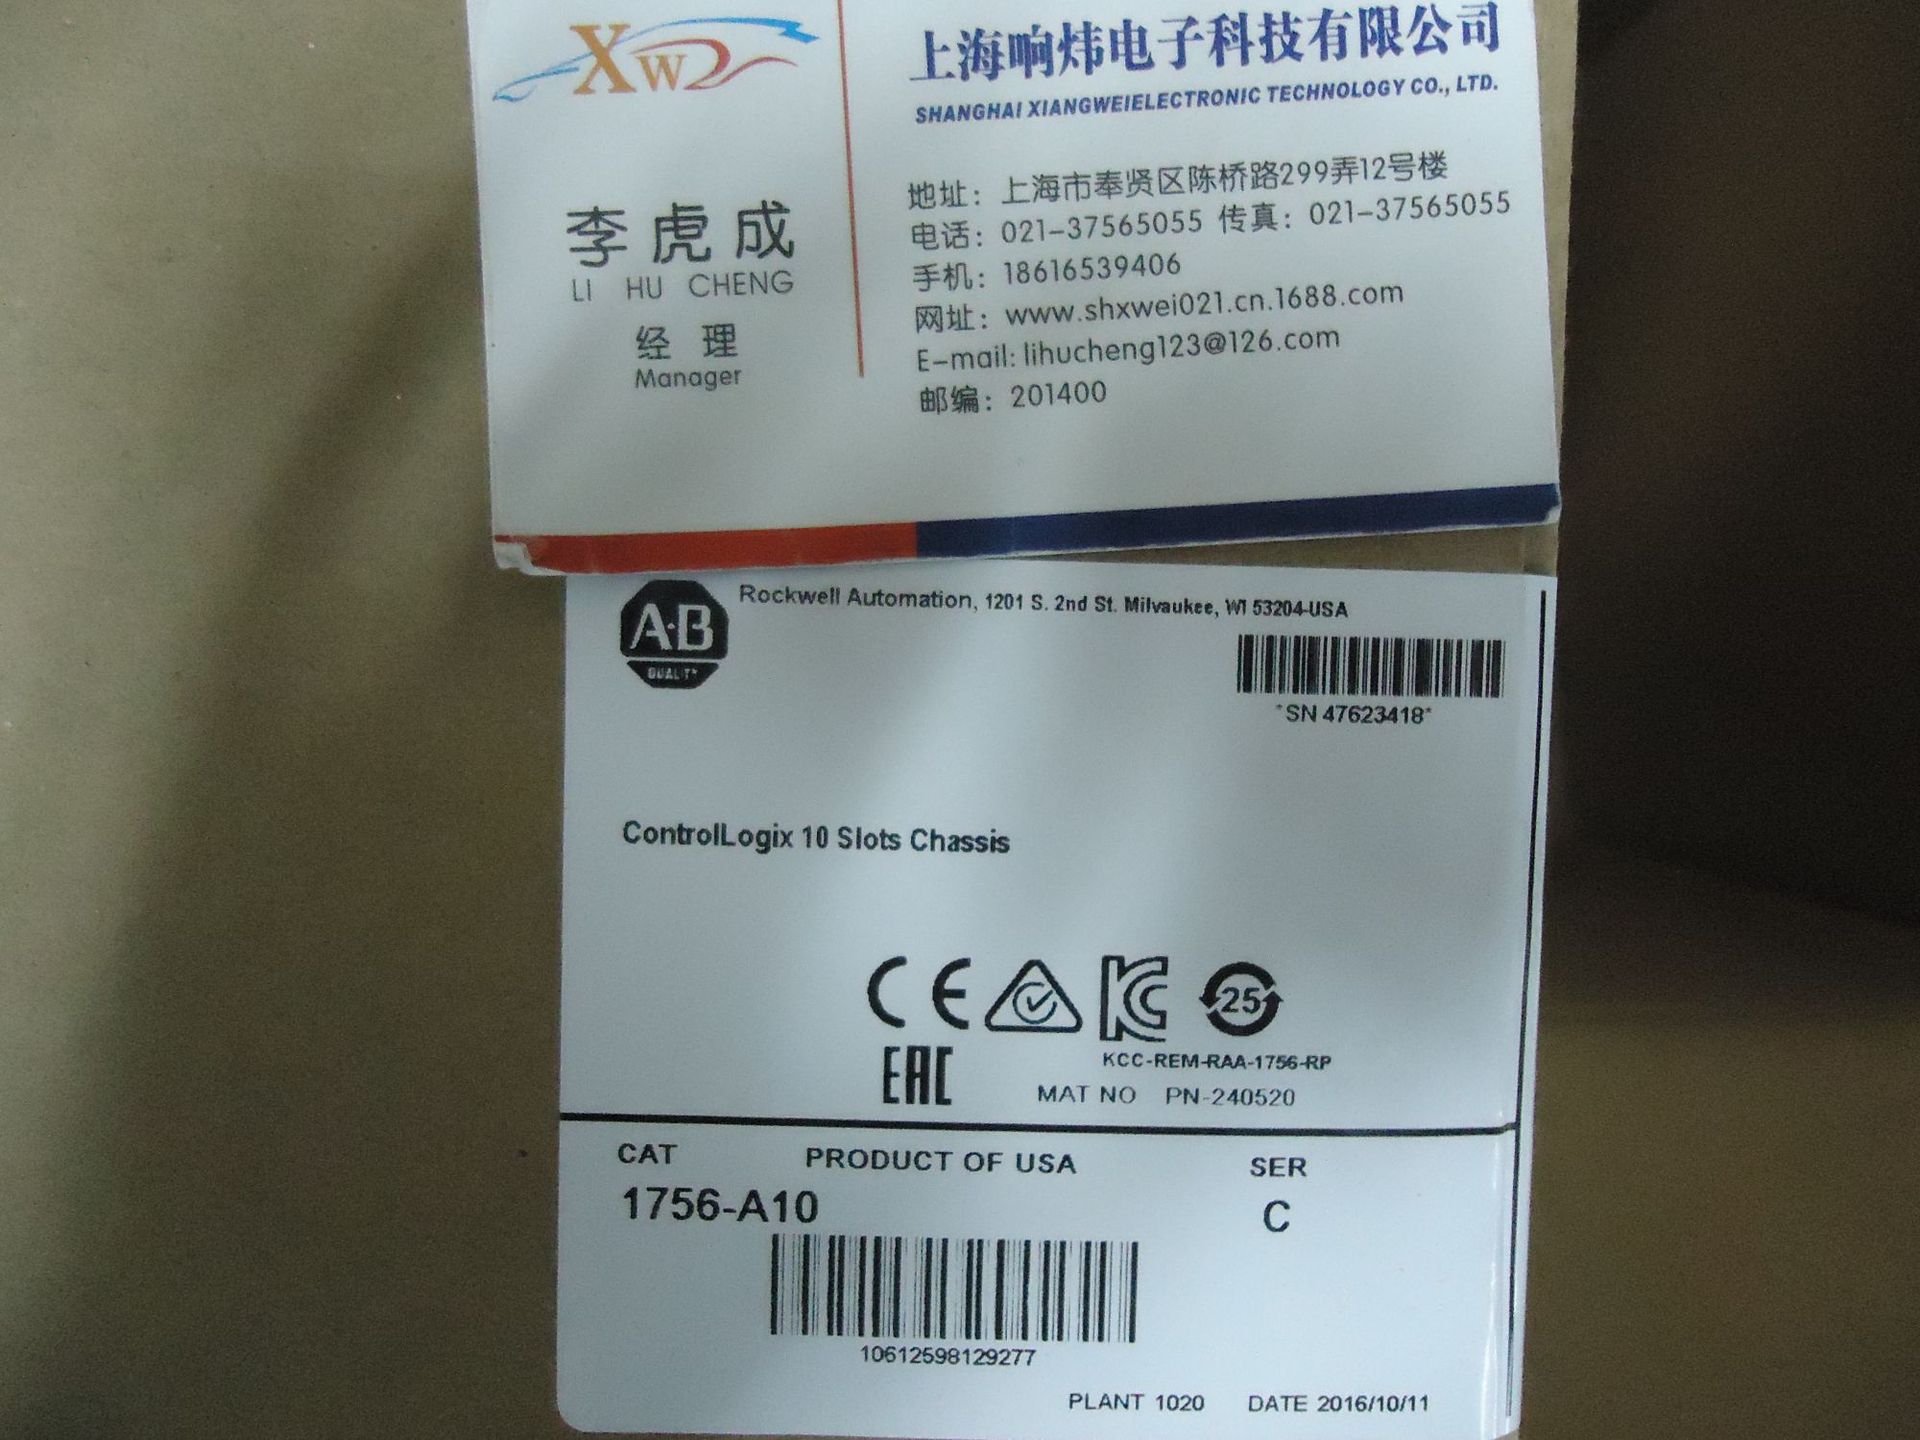 XW
上海响炜电子科技有限公司
SHANGHAI XIANGWEIELECTRONIC TECHNOLOGY CO., LTD.
李虎成
LI HU CHENG
经理
Manager
地址：上海市奉贤区陈桥路299弄12号楼
电话：021-37565055 传真：021-37565055
手机：18616539406
网址：www.shxwei021.cn.1688.com
E-mail: lihucheng123@126.com
邮编：201400
A·B
QUALITY
Rockwell Automation, 1201 S. 2nd St. Milvaukee, WI 53204-USA
*SN 47623418*
ControlLogix 10 Slots Chassis
CE KC 25
EAC
KCC-REM-RAA-1756-RP
MAT NO PN-240520
CAT PRODUCT OF USA SER
1756-A10 C
10612598129277
PLANT 1020 DATE 2016/10/11